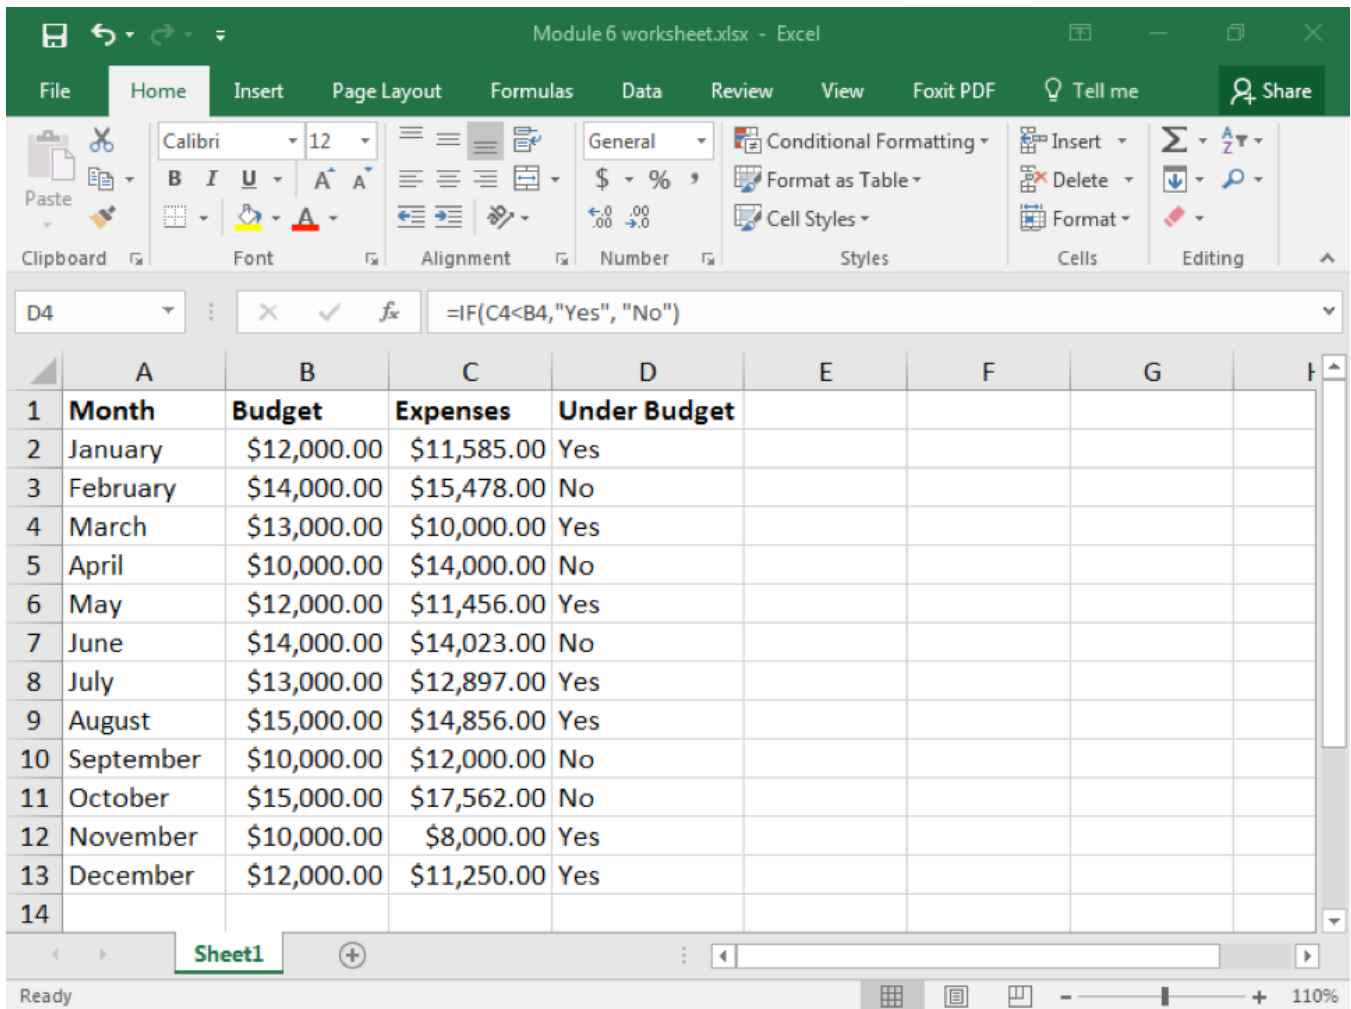 Module 6 worksheet.xlsx - Excel
File Home Insert Page Layout Formulas Data Review View Foxit PDF Tell me Share
Calibri 12 General Conditional Formatting Insert Σ A Z
Paste B I U A A $ % , Format as Table Delete
A .0 .00 .00 .0 Cell Styles Format
Clipboard Font Alignment Number Styles Cells Editing
D4 fx =IF(C4<B4,"Yes", "No")
A B C D E F G H
1 Month Budget Expenses Under Budget
2 January $12,000.00 $11,585.00 Yes
3 February $14,000.00 $15,478.00 No
4 March $13,000.00 $10,000.00 Yes
5 April $10,000.00 $14,000.00 No
6 May $12,000.00 $11,456.00 Yes
7 June $14,000.00 $14,023.00 No
8 July $13,000.00 $12,897.00 Yes
9 August $15,000.00 $14,856.00 Yes
10 September $10,000.00 $12,000.00 No
11 October $15,000.00 $17,562.00 No
12 November $10,000.00 $8,000.00 Yes
13 December $12,000.00 $11,250.00 Yes
14
Sheet1
Ready 110%